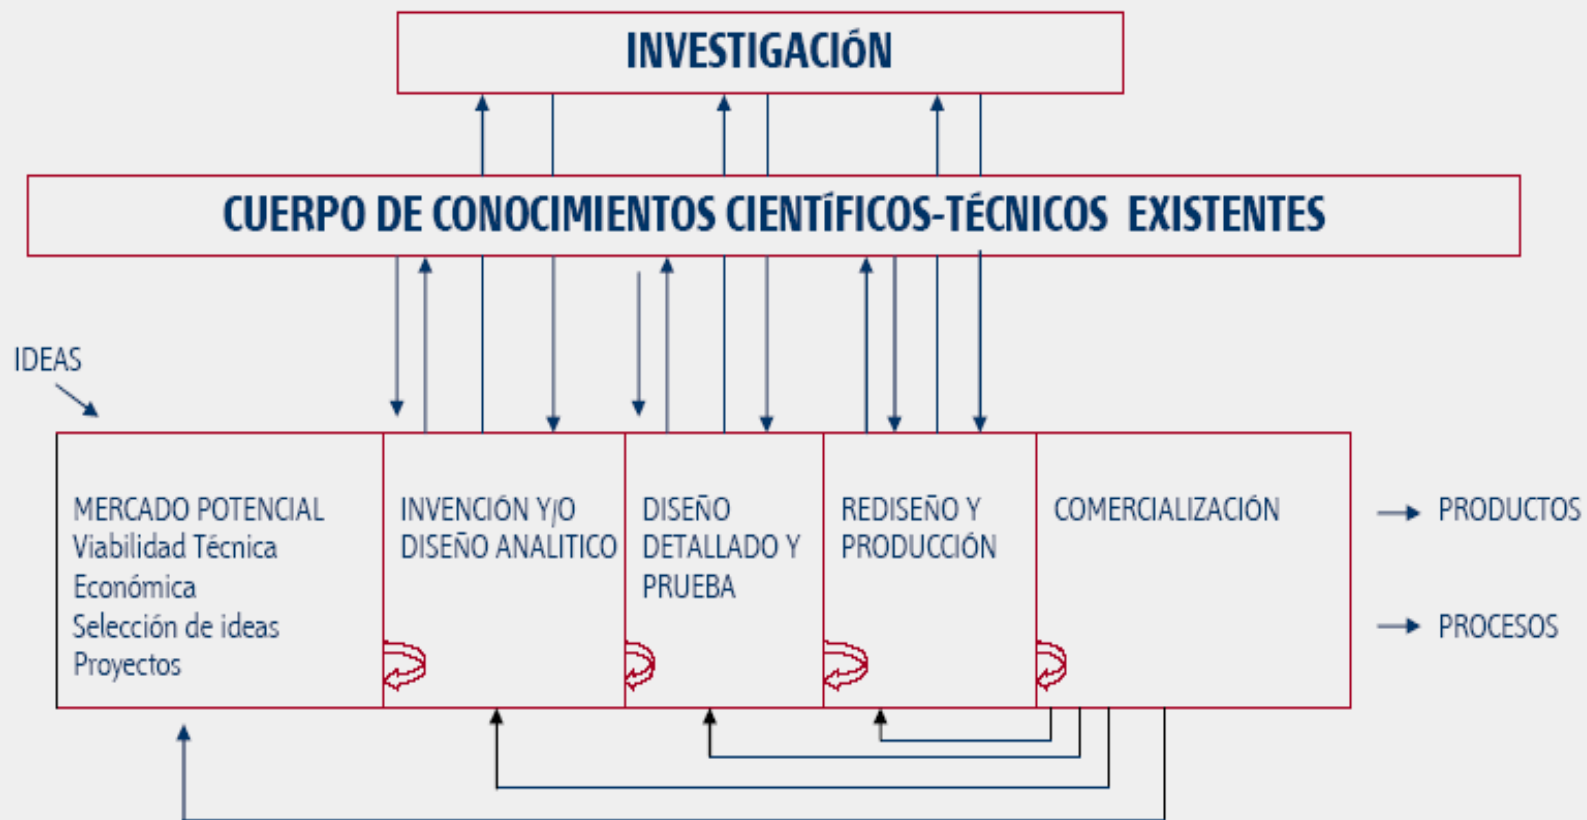 INVESTIGACIÓN
CUERPO DE CONOCIMIENTOS CIENTÍFICOS-TÉCNICOS EXISTENTES
IDEAS
MERCADO POTENCIAL
Viabilidad Técnica
Económica
Selección de ideas
Proyectos
INVENCIÓN Y/O
DISEÑO ANALITICO
DISEÑO
DETALLADO Y
PRUEBA
REDISEÑO Y
PRODUCCIÓN
COMERCIALIZACIÓN
PRODUCTOS
PROCESOS